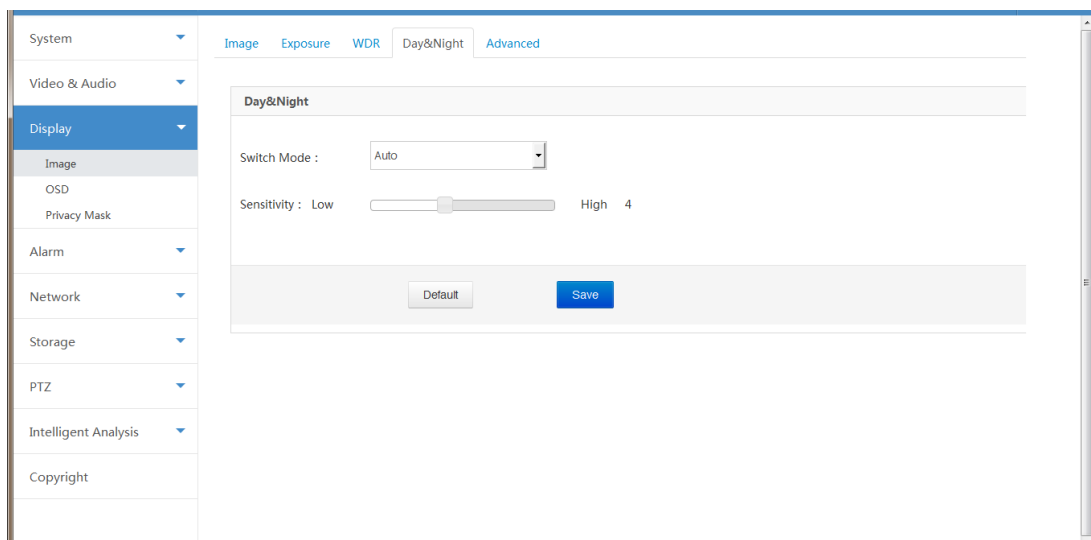 System
Video & Audio
Display
Image
OSD
Privacy Mask
Alarm
Network
Storage
PTZ
Intelligent Analysis
Copyright
Image Exposure WDR Day&Night Advanced
Day&Night
Switch Mode : Auto
Sensitivity : Low High 4
Default Save